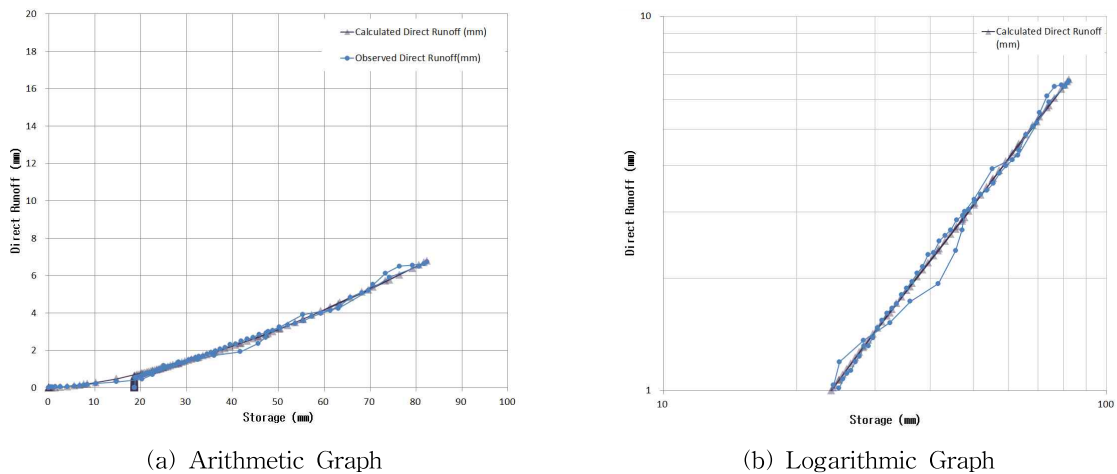 20
18
16
14
12
10
8
6
4
2
0
Direct Runoff (mm)
Calculated Direct Runoff (mm)
Observed Direct Runoff(mm)
0 10 20 30 40 50 60 70 80 90 100
Storage (mm)
(a) Arithmetic Graph
10
1
Direct Runoff (mm)
Calculated Direct Runoff
(mm)
10 100
Storage (mm)
(b) Logarithmic Graph